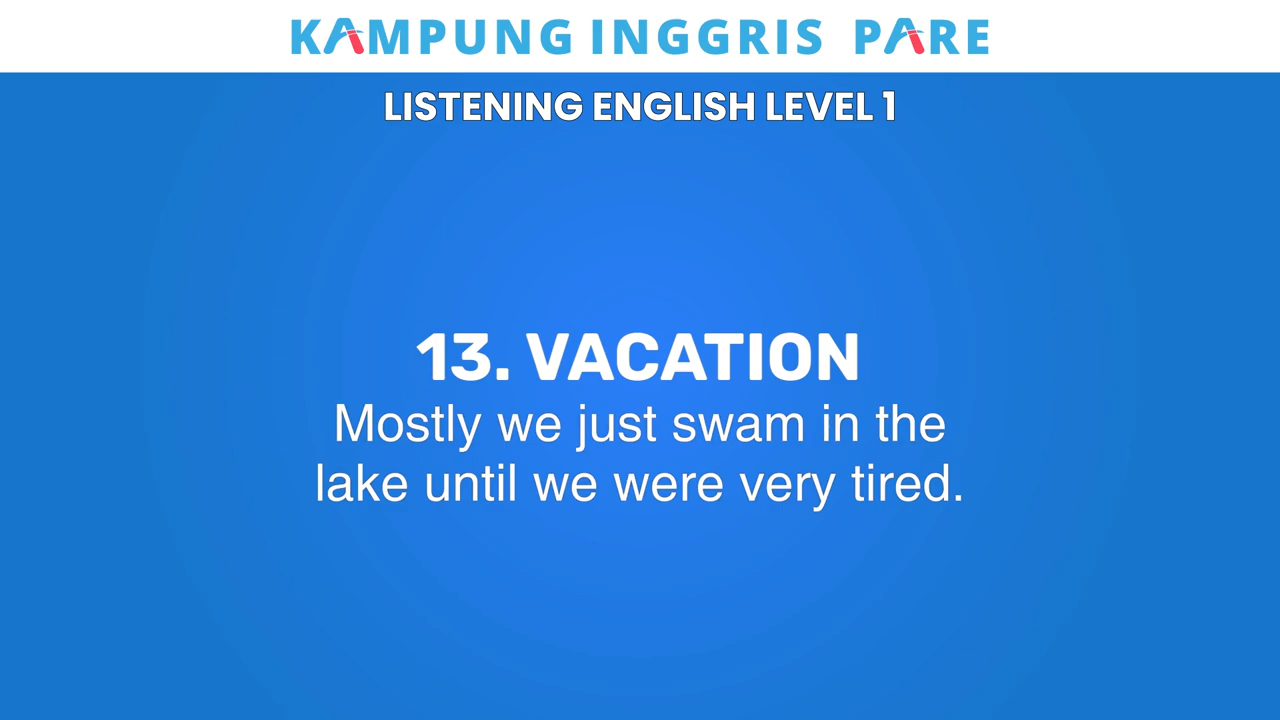 KAMPUNG INGGRIS PARE
LISTENING ENGLISH LEVEL 1
13. VACATION
Mostly we just swam in the
lake until we were very tired.